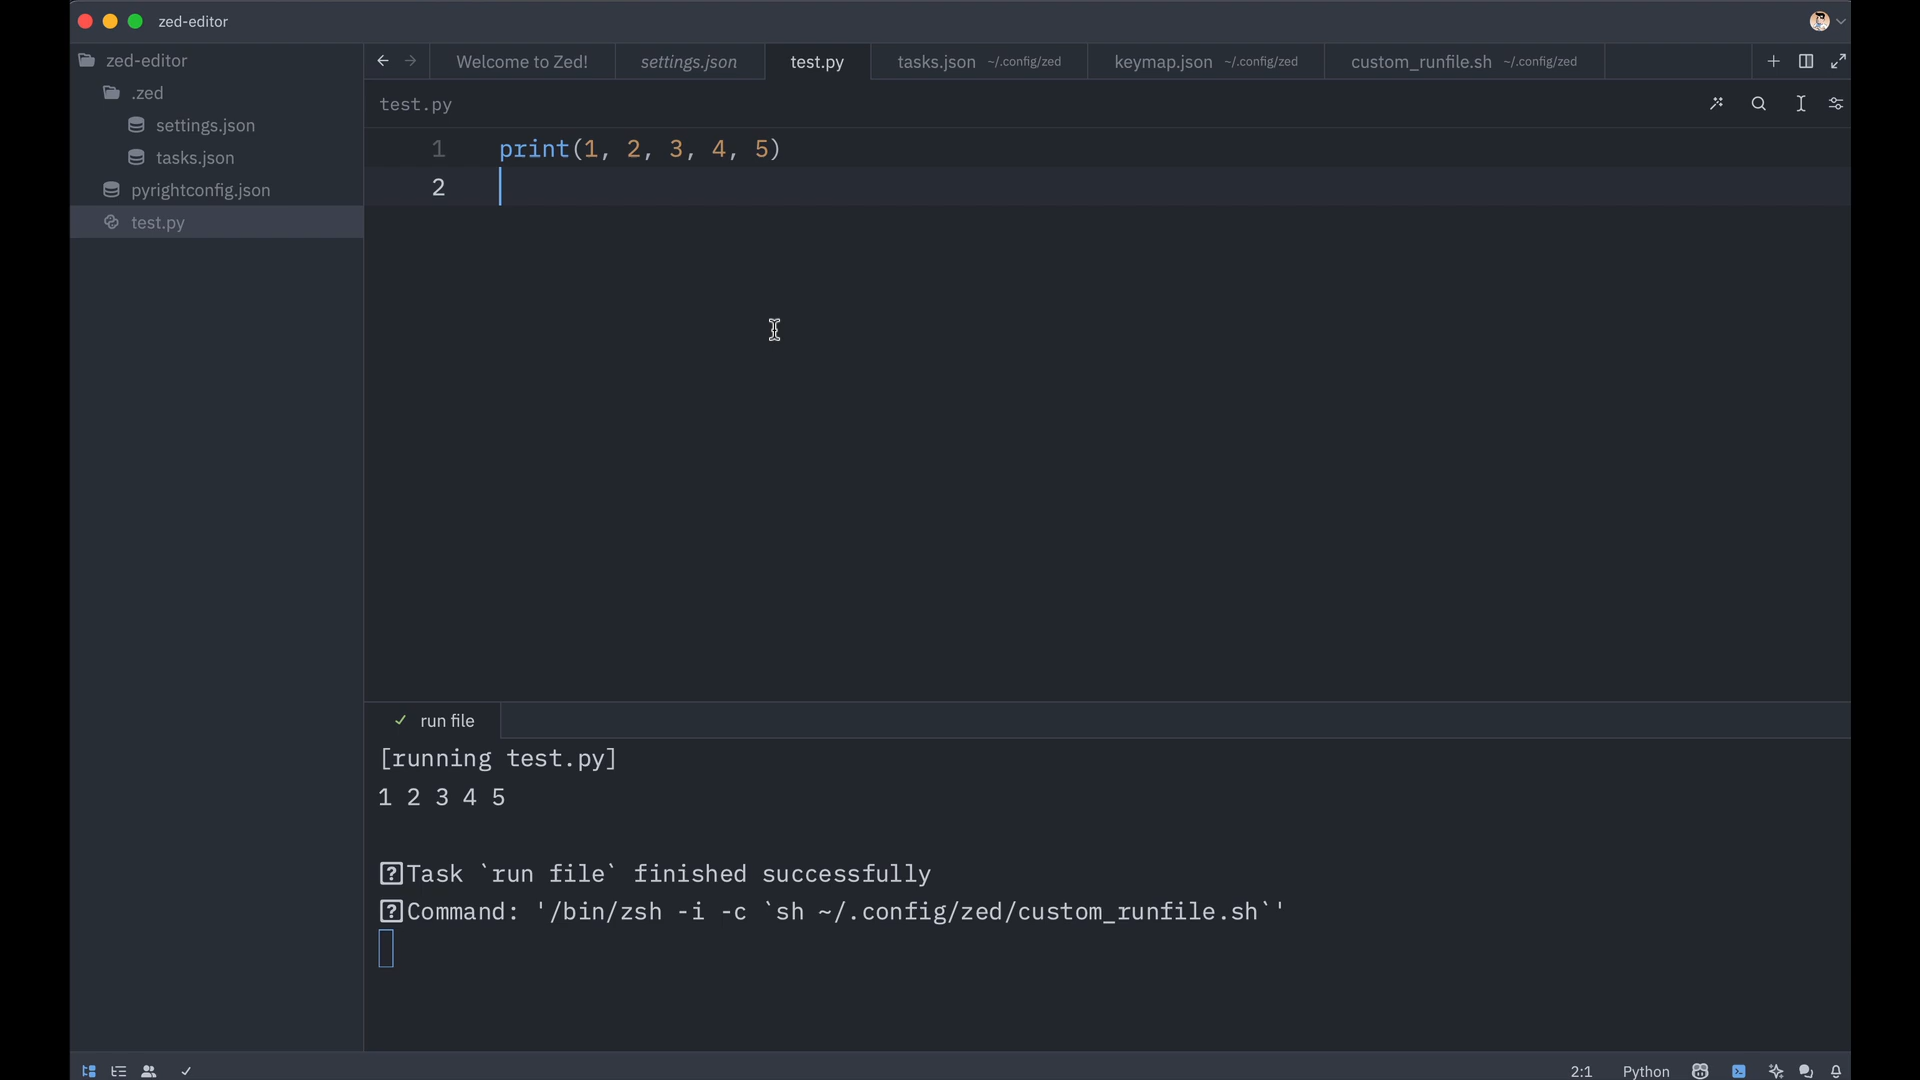 zed-editor
zed-editor
.zed
settings.json
tasks.json
pyrightconfig.json
test.py
Welcome to Zed!
settings.json
test.py
tasks.json ~/.config/zed
keymap.json ~/.config/zed
custom_runfile.sh ~/.config/zed
test.py
1 print(1, 2, 3, 4, 5)
2
run file
[running test.py]
1 2 3 4 5
?Task `run file` finished successfully
?Command: '/bin/zsh -i -c `sh ~/.config/zed/custom_runfile.sh`'
2:1
Python